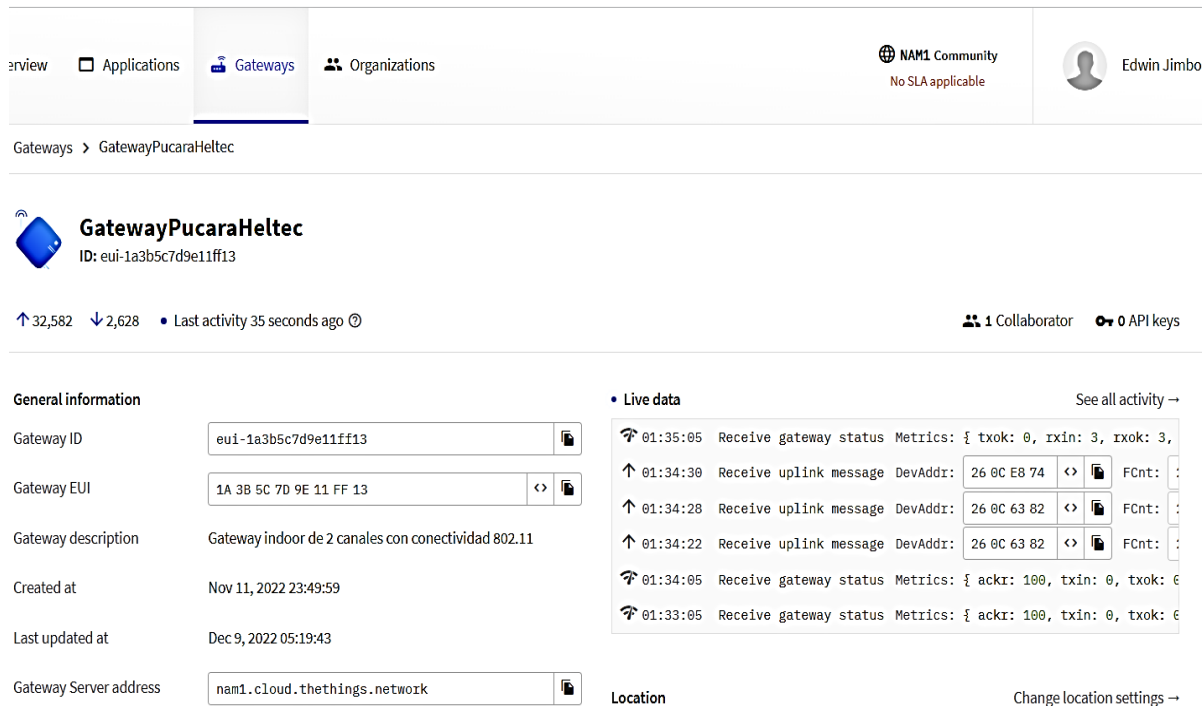 Applications
Gateways
Organizations
NAM1 Community
No SLA applicable
Edwin Jimbo
Gateways > GatewayPucaraHeltec
GatewayPucaraHeltec
ID: eui-1a3b5c7d9e11ff13
↑ 32,582 ↓ 2,628 • Last activity 35 seconds ago
1 Collaborator 0 API keys
General information
Gateway ID eui-1a3b5c7d9e11ff13
Gateway EUI 1A 3B 5C 7D 9E 11 FF 13
Gateway description Gateway indoor de 2 canales con conectividad 802.11
Created at Nov 11, 2022 23:49:59
Last updated at Dec 9, 2022 05:19:43
Gateway Server address nam1.cloud.thethings.network
• Live data See all activity →
01:35:05 Receive gateway status Metrics: { txok: 0, rxin: 3, rxok: 3,
↑ 01:34:30 Receive uplink message DevAddr: 26 0C E8 74 <> FCnt:
↑ 01:34:28 Receive uplink message DevAddr: 26 0C 63 82 <> FCnt:
↑ 01:34:22 Receive uplink message DevAddr: 26 0C 63 82 <> FCnt:
01:34:05 Receive gateway status Metrics: { ackr: 100, txin: 0, txok:
01:33:05 Receive gateway status Metrics: { ackr: 100, txin: 0, txok:
Location Change location settings →